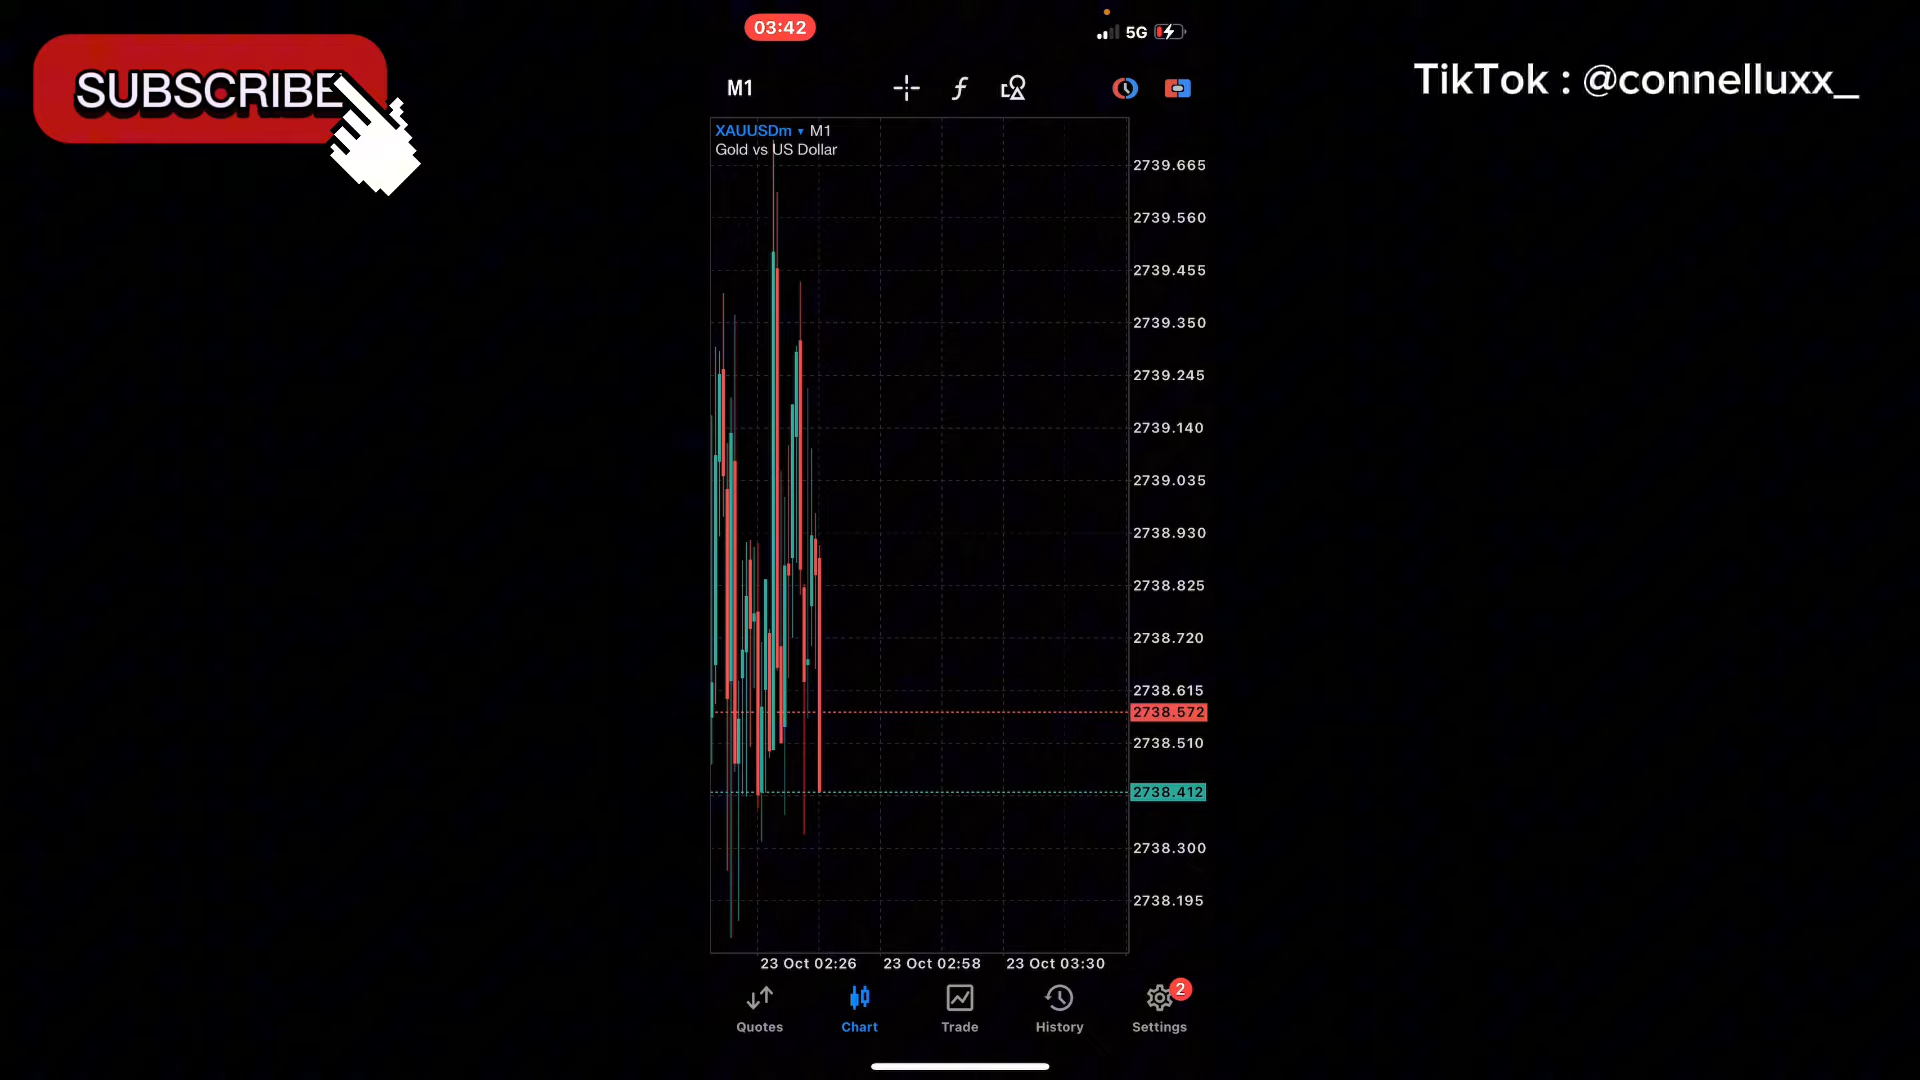 SUBSCRIBE
03:42
5G
TikTok : @connelluxx_
M1
XAUUSDm ▾ M1
Gold vs US Dollar
2739.665
2739.560
2739.455
2739.350
2739.245
2739.140
2739.035
2738.930
2738.825
2738.720
2738.615
2738.572
2738.510
2738.412
2738.300
2738.195
23 Oct 02:26 23 Oct 02:58 23 Oct 03:30
2
Quotes Chart Trade History Settings